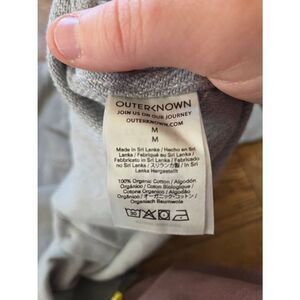 OUTERKNOWN
JOIN US ON OUR JOURNEY
OUTERKNOWN.COM
M
M
Made in Sri Lanka / Hecho en Sri
Lanka / Fabriqué au Sri Lanka /
Fabbricato in Sri Lanka / Fabricado
no Sri Lanka / スリランカ製 / In Sri
Lanka Hergestellt
100% Organic Cotton / Algodón
Orgánico / Coton Biologique /
Cotone Organico / Algodão
Orgânico / オーガニック・コットン /
Organisch Baumwolle